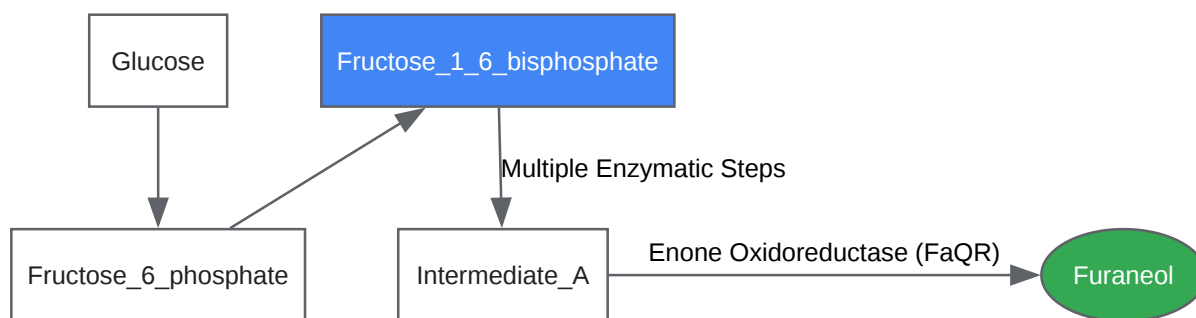 Glucose
Fructose_1_6_bisphosphate
Multiple Enzymatic Steps
Enone Oxidoreductase (FaQR)
Fructose_6_phosphate
Intermediate_A
Furaneol